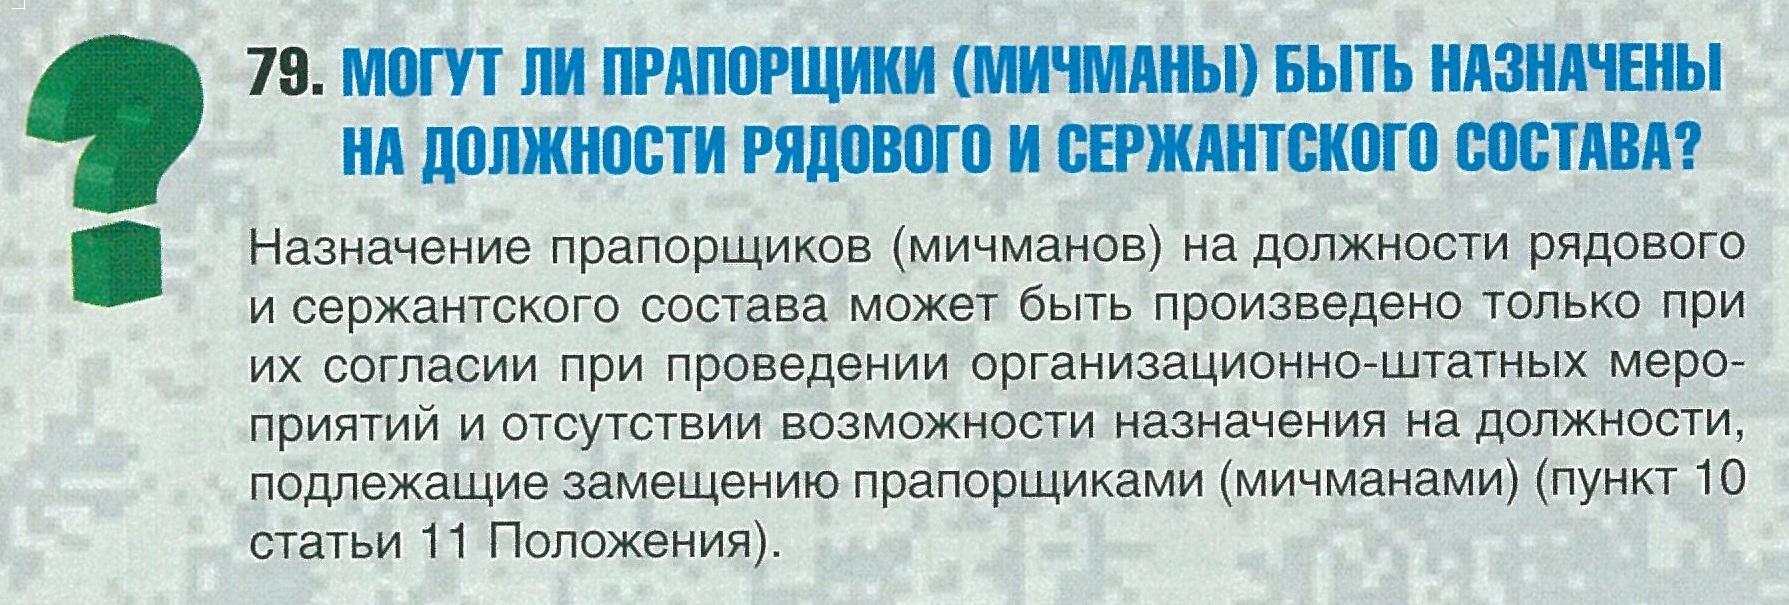 79. МОГУТ ЛИ ПРАПОРЩИКИ (МИЧМАНЫ) БЫТЬ НАЗНАЧЕНЫ
НА ДОЛЖНОСТИ РЯДОВОГО И СЕРЖАНТСКОГО СОСТАВА?
Назначение прапорщиков (мичманов) на должности рядового
и сержантского состава может быть произведено только при
их согласии при проведении организационно-штатных меро-
приятий и отсутствии возможности назначения на должности,
подлежащие замещению прапорщиками (мичманами) (пункт 10
статьи 11 Положения).